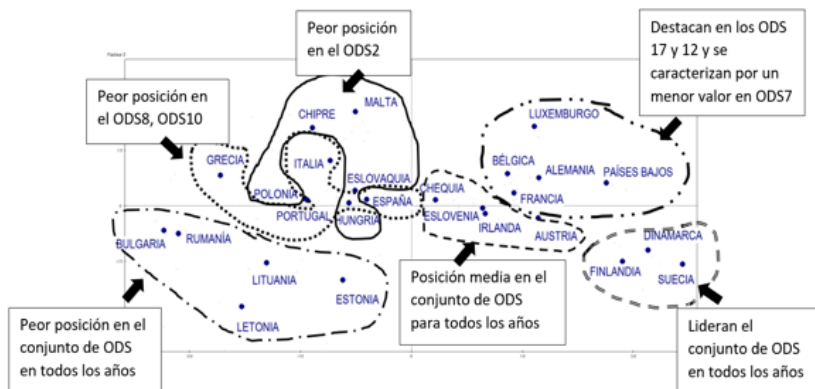 Peor posición
en el ODS2
Destacan en los ODS
17 y 12 y se
caracterizan por un
menor valor en ODS7
Peor posición en
el ODS8, ODS10
MALTA
CHIPRE
LUXEMBURGO
GRECIA
ITALIA
BÉLGICA
ALEMANIA
PAÍSES BAJOS
ESLOVAQUIA
POLONIA
ESPAÑA
CHEQUIA
FRANCIA
PORTUGAL
HUNGRIA
ESLOVENIA
IRLANDA
AUSTRIA
BULGARIA
RUMANÍA
DINAMARCA
LITUANIA
FINLANDIA
SUECIA
ESTONIA
LETONIA
Posición media en el
conjunto de ODS
para todos los años
Peor posición en el
conjunto de ODS
en todos los años
Lideran el
conjunto de ODS
en todos los años